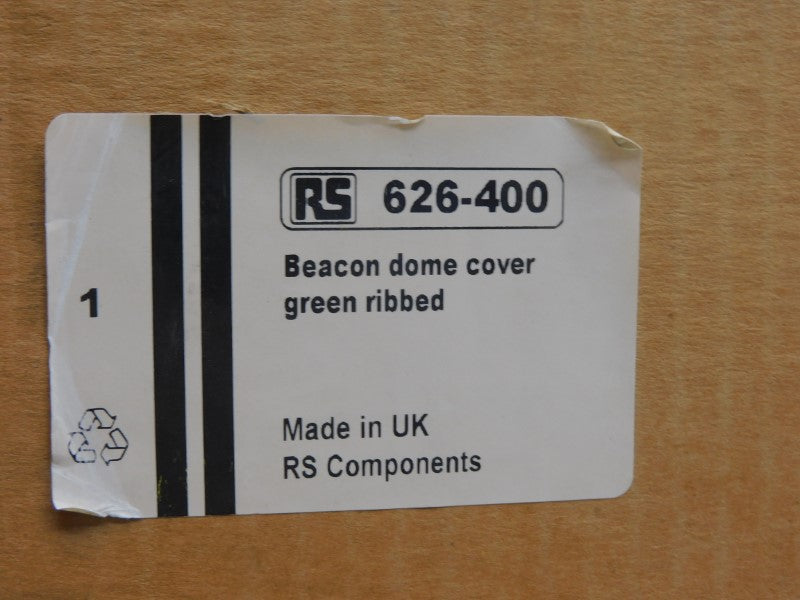 RS 626-400
Beacon dome cover
green ribbed
1
Made in UK
RS Components